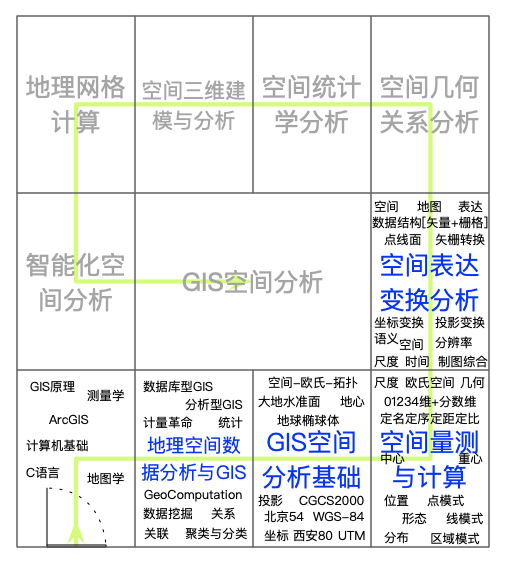 地理网格
计算
空间三维建
模与分析
空间统计
学分析
空间几何
关系分析
智能化空
间分析
GIS空间分析
空间 地图 表达
数据结构[矢量+栅格]
点线面 矢栅转换
空间表达
变换分析
坐标变换 投影变换
语义 空间 分辨率
尺度 时间 制图综合
GIS原理
测量学
ArcGIS
计算机基础
C语言
地图学
数据库型GIS
分析型GIS
计量革命 统计
地理空间数
据分析与GIS
GeoComputation
数据挖掘 关系
关联 聚类与分类
空间-欧氏-拓扑
大地水准面 地心
地球椭球体
GIS空间
分析基础
投影 CGCS2000
北京54 WGS-84
坐标 西安80 UTM
尺度 欧氏空间 几何
01234维+分数维
定名定序定距定比
空间量测
中心 重心
与计算
位置 点模式
形态 线模式
分布 区域模式